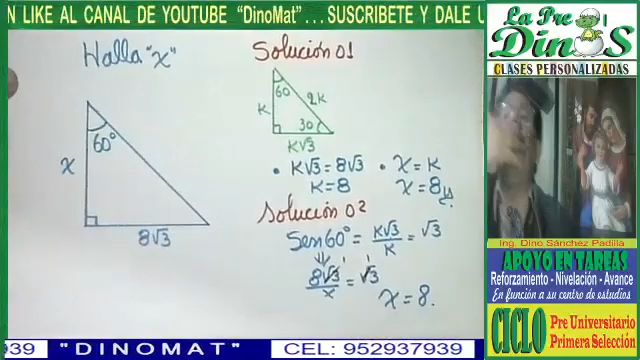 N LIKE AL CANAL DE YOUTUBE "DinoMat"...SUSCRIBETE Y DALE U
La Pre
DinoS
CLASES PERSONALIZADAS
Halla "x"
60°
x
8√3
Solución 01
60
2k
k
30
k√3
• k√3 = 8√3
k = 8
• x = k
x = 8
Solución 02
Sen60° = k√3/k = √3
8√3/x = √3
x = 8.
Ing. Dino Sánchez Padilla
APOYO EN TAREAS
Reforzamiento - Nivelación - Avance
En función a su centro de estudios
CICLO
Pre Universitario
Primera Selección
939
"DINOMAT"
CEL: 952937939